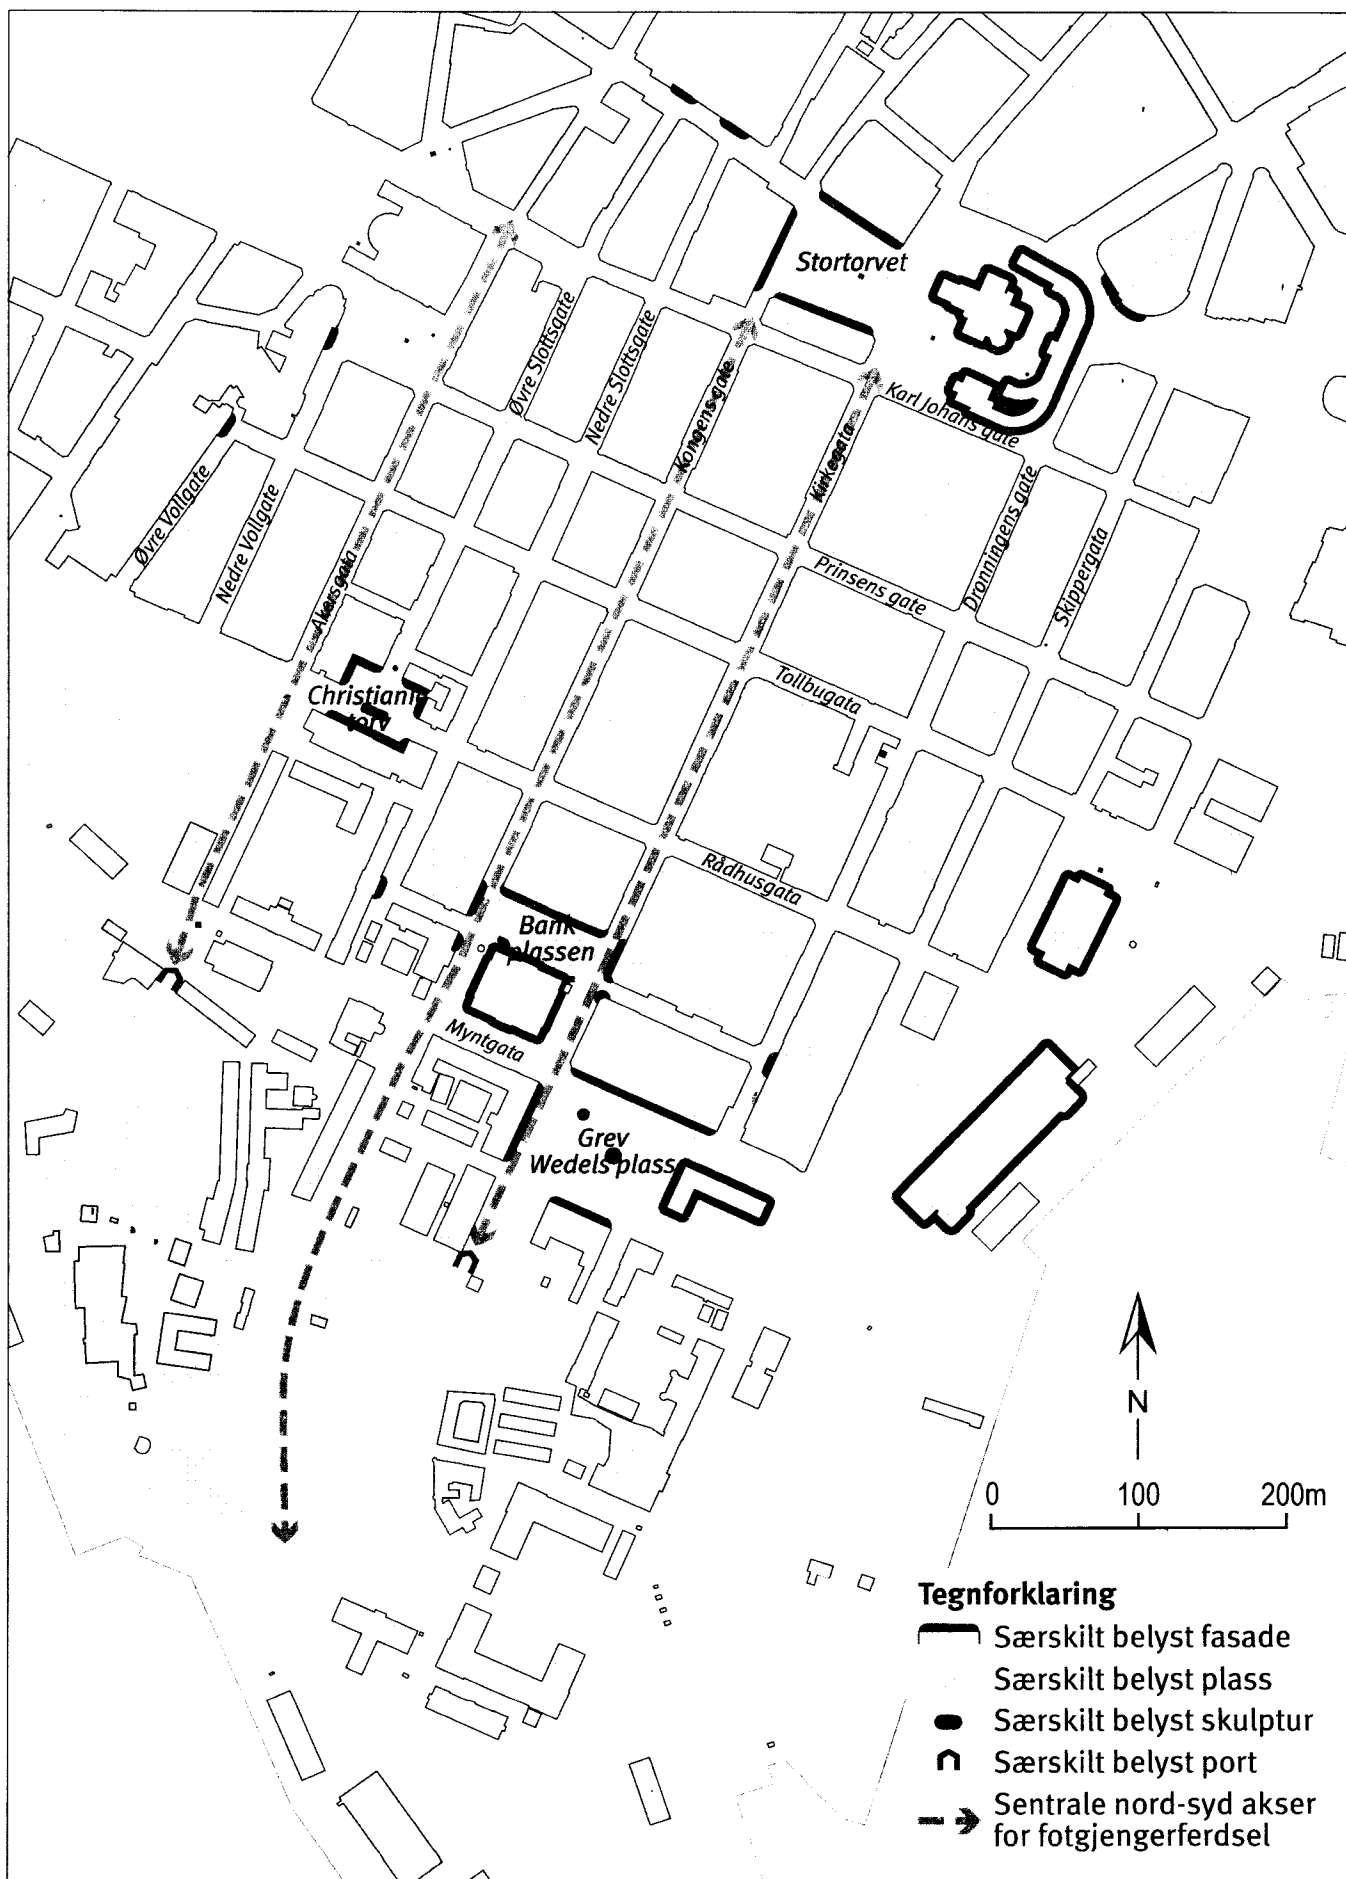 Stortorvet
Øvre Slottsgate
Nedre Slottsgate
Kongens gate
Kirkegata
Karl Johans gate
Øvre Vollgate
Nedre Vollgate
Akersgata
Prinsens gate
Dronningens gate
Skippergata
Christiania
torv
Tollbugata
Rådhusgata
Bank
plassen
Myntgata
Grev
Wedels plass
N
0 100 200m
Tegnforklaring
Særskilt belyst fasade
Særskilt belyst plass
Særskilt belyst skulptur
Særskilt belyst port
Sentrale nord-syd akser
for fotgjengerferdsel